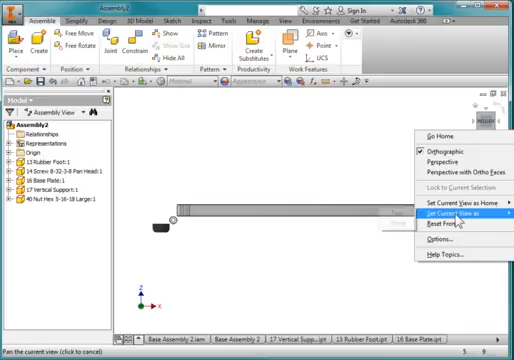 Assembly2
Sign In
Assemble Simplify Design 3D Model Sketch Inspect Tools Manage View Environments Get Started Autodesk 360
Free Move
Free Rotate
Place
Create
Joint
Constrain
Show
Show Sick
Hide All
Pattern
Mirror
Create Substitutes
Axis
Point
UCS
Component
Position
Relationships
Pattern
Productivity
Work Features
Material
Appearance
Model
Assembly View
Assembly2
Relationships
Representations
Origin
13 Rubber Foot:1
14 Screw 8-32-3-8 Pan Head:1
16 Base Plate:1
17 Vertical Support:1
40 Nut Hex 5-16-18 Large:1
Go Home
Orthographic
Perspective
Perspective with Ortho Faces
Lock to Current Selection
Set Current View as Home
Set Current View as
Reset Front
Options...
Help Topics...
Z
X
Base Assembly 2.iam
Base Assembly 2
17 Vertical Supp...ipt
13 Rubber Foot.ipt
16 Base Plate.ipt
Pan the current view (click to cancel)
5
9